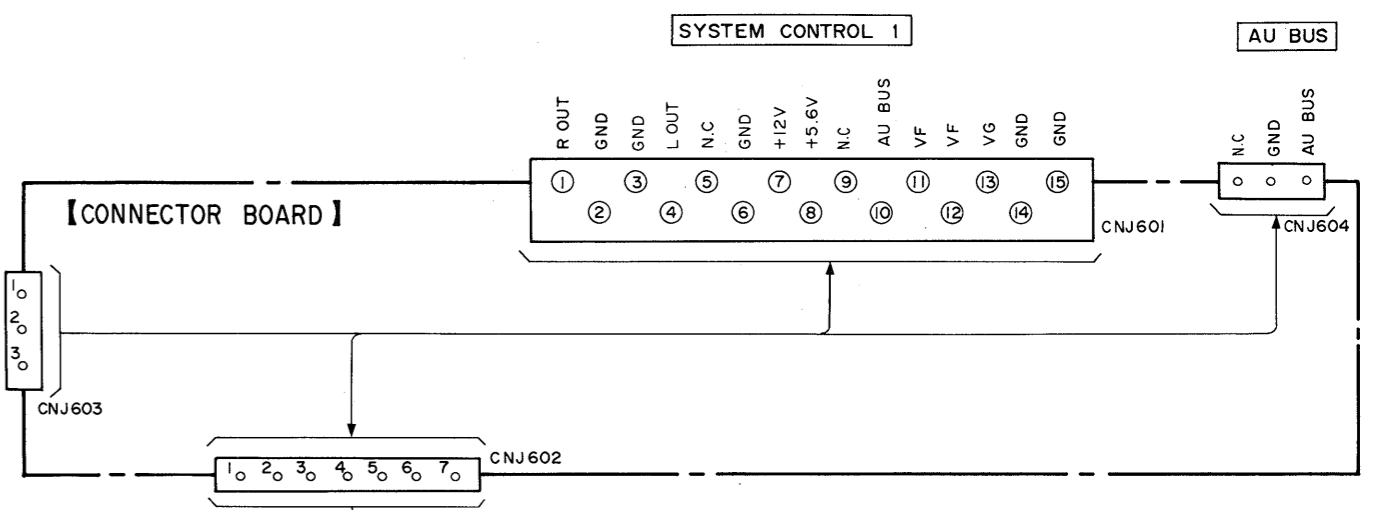 SYSTEM CONTROL 1
AU BUS
R OUT
GND
GND
L OUT
N.C
GND
+12V
+5.6V
N.C
AU BUS
VF
VF
VG
GND
GND
N.C
GND
AU BUS
1 3 5 7 9 11 13 15
2 4 6 8 10 12 14
【CONNECTOR BOARD】
CNJ601
CNJ604
1
2
3
CNJ603
CNJ602
1 2 3 4 5 6 7